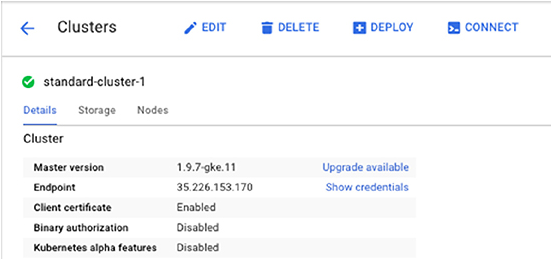 Clusters EDIT DELETE DEPLOY CONNECT
standard-cluster-1
Details Storage Nodes
Cluster
Master version 1.9.7-gke.11 Upgrade available
Endpoint 35.226.153.170 Show credentials
Client certificate Enabled
Binary authorization Disabled
Kubernetes alpha features Disabled